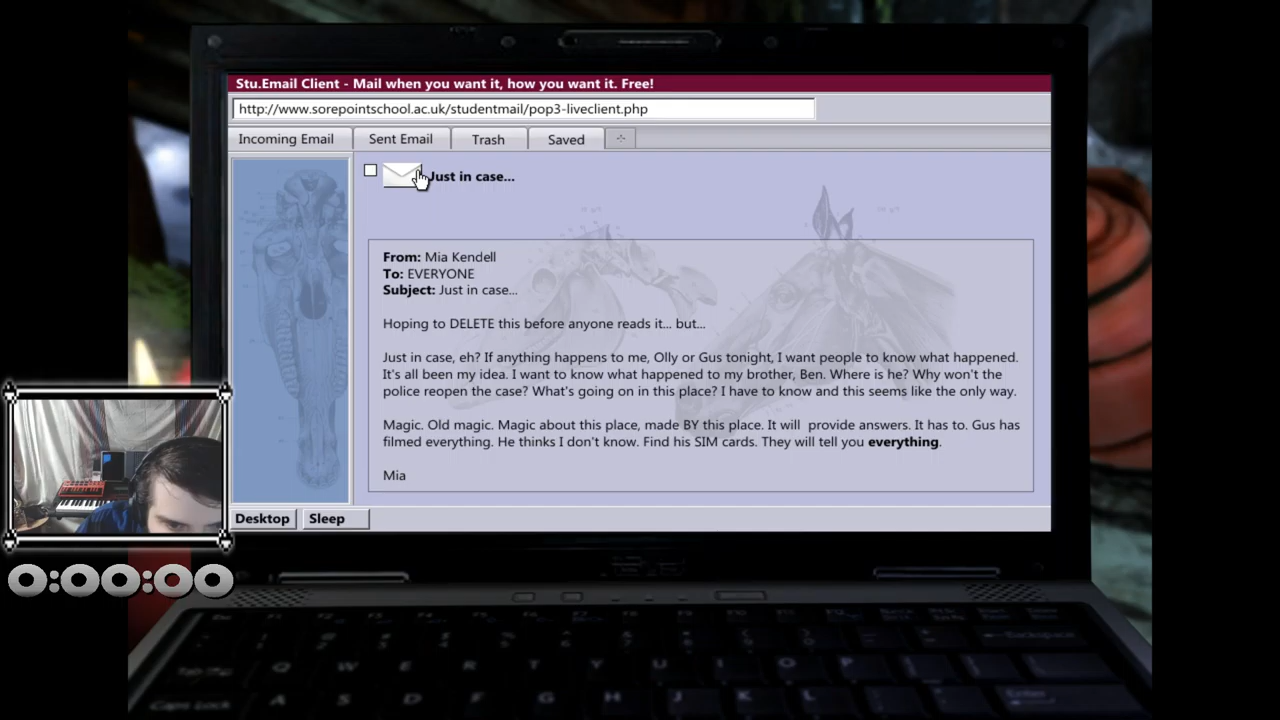 Stu.Email Client - Mail when you want it, how you want it. Free!
http://www.sorepointschool.ac.uk/studentmail/pop3-liveclient.php
Incoming Email
Sent Email
Trash
Saved
Just in case...
From: Mia Kendell
To: EVERYONE
Subject: Just in case...
Hoping to DELETE this before anyone reads it... but...
Just in case, eh? If anything happens to me, Olly or Gus tonight, I want people to know what happened.
It's all been my idea. I want to know what happened to my brother, Ben. Where is he? Why won't the
police reopen the case? What's going on in this place? I have to know and this seems like the only way.
Magic. Old magic. Magic about this place, made BY this place. It will  provide answers. It has to. Gus has
filmed everything. He thinks I don't know. Find his SIM cards. They will tell you everything.
Mia
Desktop
Sleep
0:00:00
Q W E R T Y U I O P
A S D F G H J K L
Caps Lock